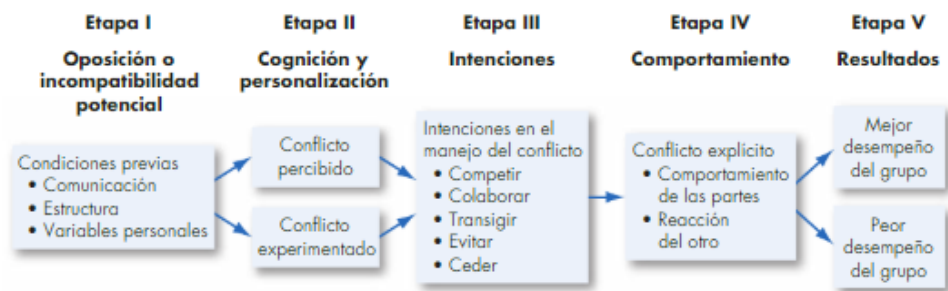 Etapa I
Oposición o
incompatibilidad
potencial
Condiciones previas
• Comunicación
• Estructura
• Variables personales
Etapa II
Cognición y
personalización
Conflicto
percibido
Conflicto
experimentado
Etapa III
Intenciones
Intenciones en el
manejo del conflicto
• Competir
• Colaborar
• Transigir
• Evitar
• Ceder
Etapa IV
Comportamiento
Conflicto explícito
• Comportamiento
de las partes
• Reacción
del otro
Etapa V
Resultados
Mejor
desempeño
del grupo
Peor
desempeño
del grupo